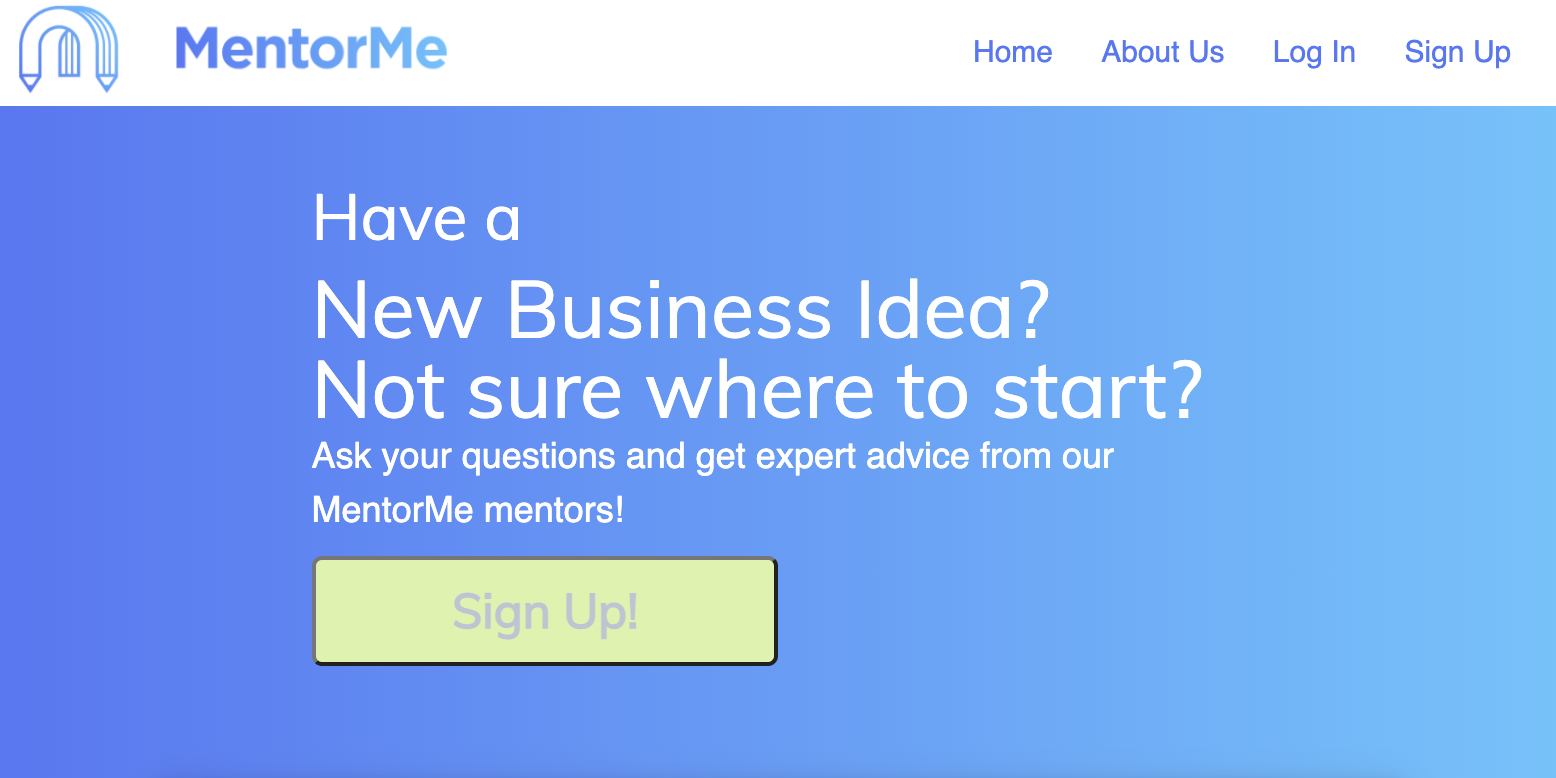 MentorMe
Home About Us Log In Sign Up
Have a
New Business Idea?
Not sure where to start?
Ask your questions and get expert advice from our
MentorMe mentors!
Sign Up!